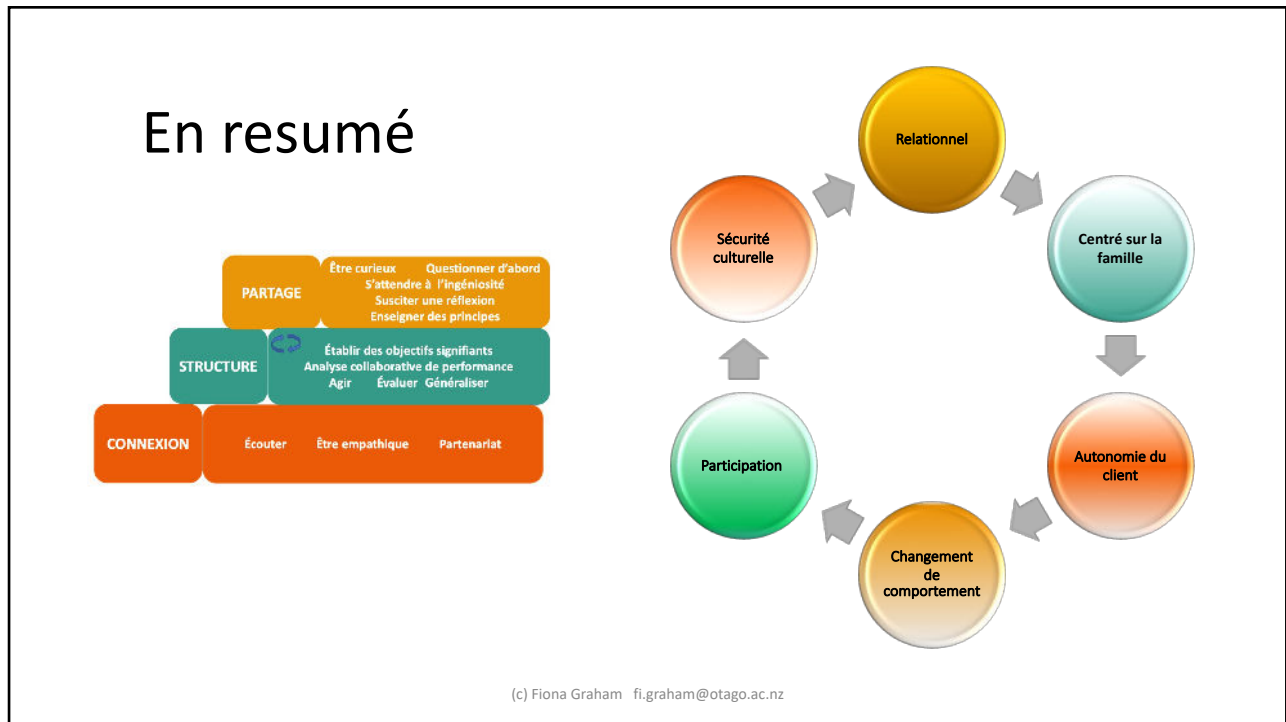 En resumé
PARTAGE
Être curieux Questionner d'abord
S'attendre à l'ingéniosité
Susciter une réflexion
Enseigner des principes
STRUCTURE
Établir des objectifs signifiants
Analyse collaborative de performance
Agir Évaluer Généraliser
CONNEXION
Écouter Être empathique Partenariat
Relationnel
Centré sur la
famille
Autonomie du
client
Changement
de
comportement
Participation
Sécurité
culturelle
(c) Fiona Graham fi.graham@otago.ac.nz